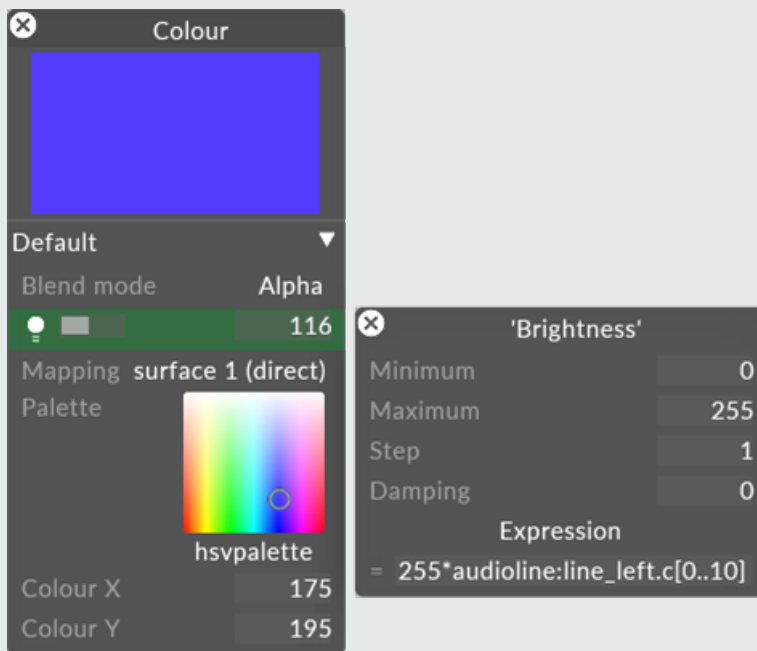 Colour
Default
Blend mode Alpha
116
Mapping surface 1 (direct)
Palette
hsvpalette
Colour X 175
Colour Y 195
'Brightness'
Minimum 0
Maximum 255
Step 1
Damping 0
Expression
= 255*audioline:line_left.c[0..10]